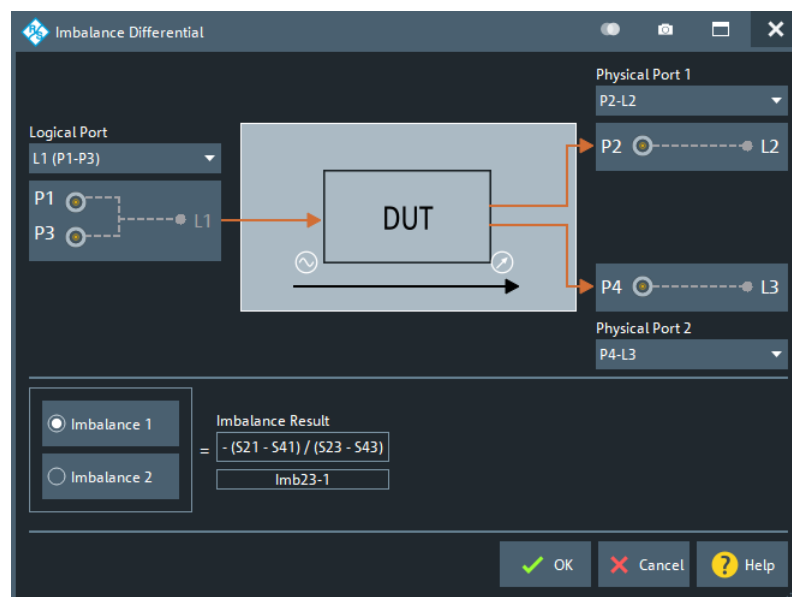 Imbalance Differential
Physical Port 1
P2-L2
Logical Port
L1 (P1-P3)
P2
L2
P1
P3
L1
DUT
P4
L3
Physical Port 2
P4-L3
Imbalance 1
Imbalance 2
=
Imbalance Result
- (S21 - S41) / (S23 - S43)
Imb23-1
OK
Cancel
? Help